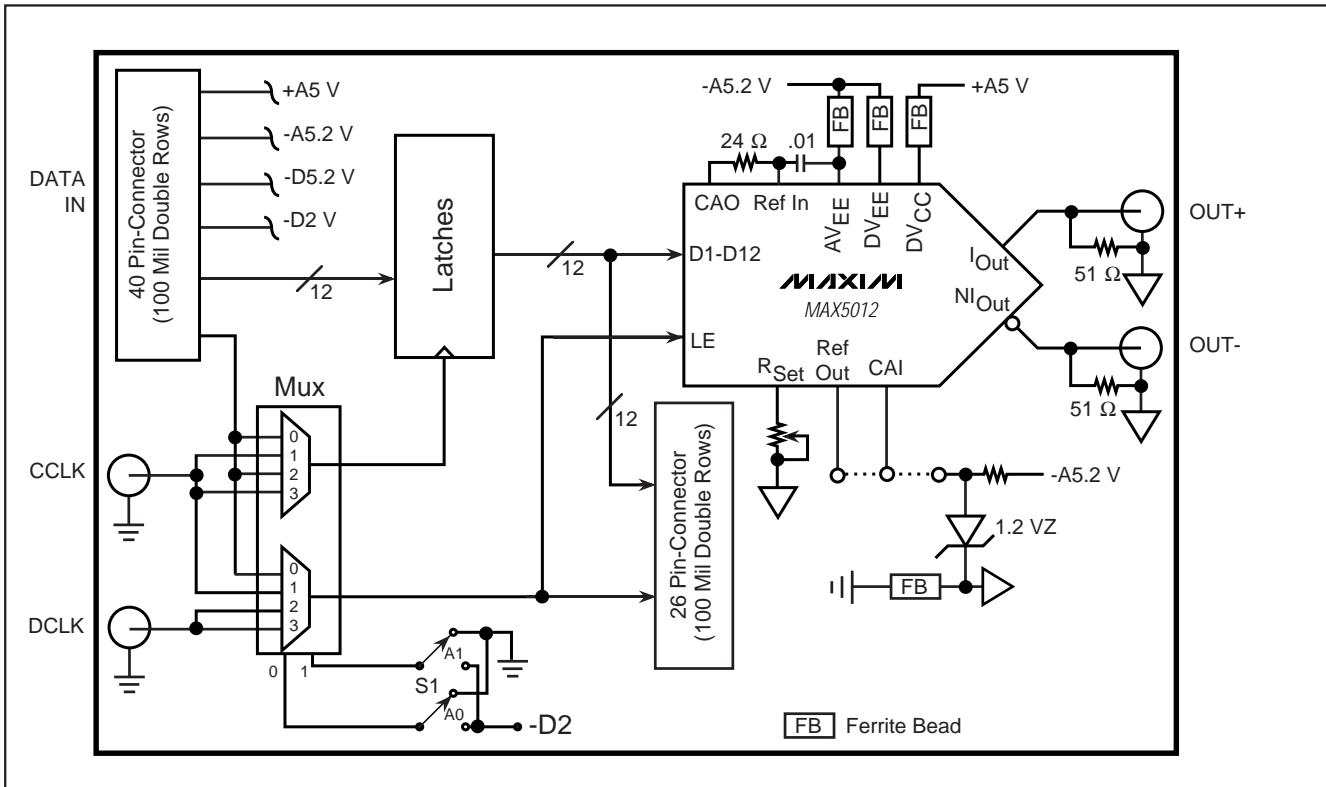 DATA
IN
40 Pin-Connector
(100 Mil Double Rows)
+A5 V
-A5.2 V
-D5.2 V
-D2 V
12
Latches
12
12
Mux
0
1
2
3
0
1
2
3
0
1
CCLK
DCLK
S1
A1
A0
-D2
26 Pin-Connector
(100 Mil Double Rows)
-A5.2 V
+A5 V
FB
FB
FB
24 Ω
.01
CAO
Ref In
AVEE
DVEE
DVCC
D1-D12
MAXIM
MAX5012
LE
RSet
Ref
Out
CAI
IOut
NIOut
OUT+
51 Ω
OUT-
51 Ω
-A5.2 V
1.2 VZ
FB
FB Ferrite Bead